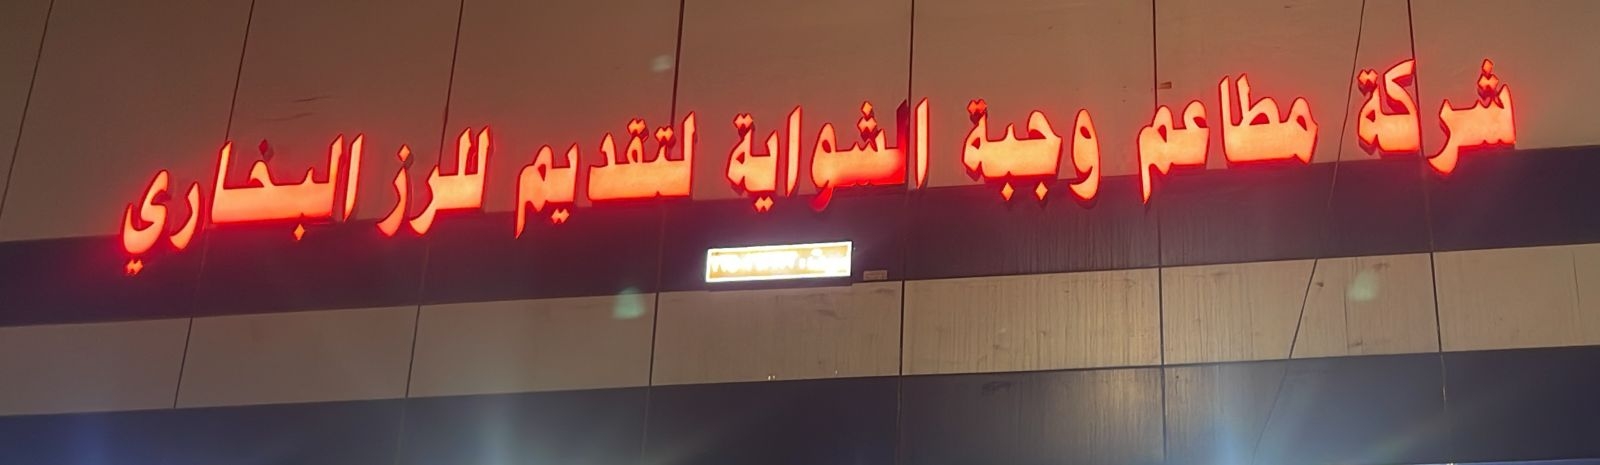 شركة مطاعم وجبة الشواية لتقديم للرز البخاري